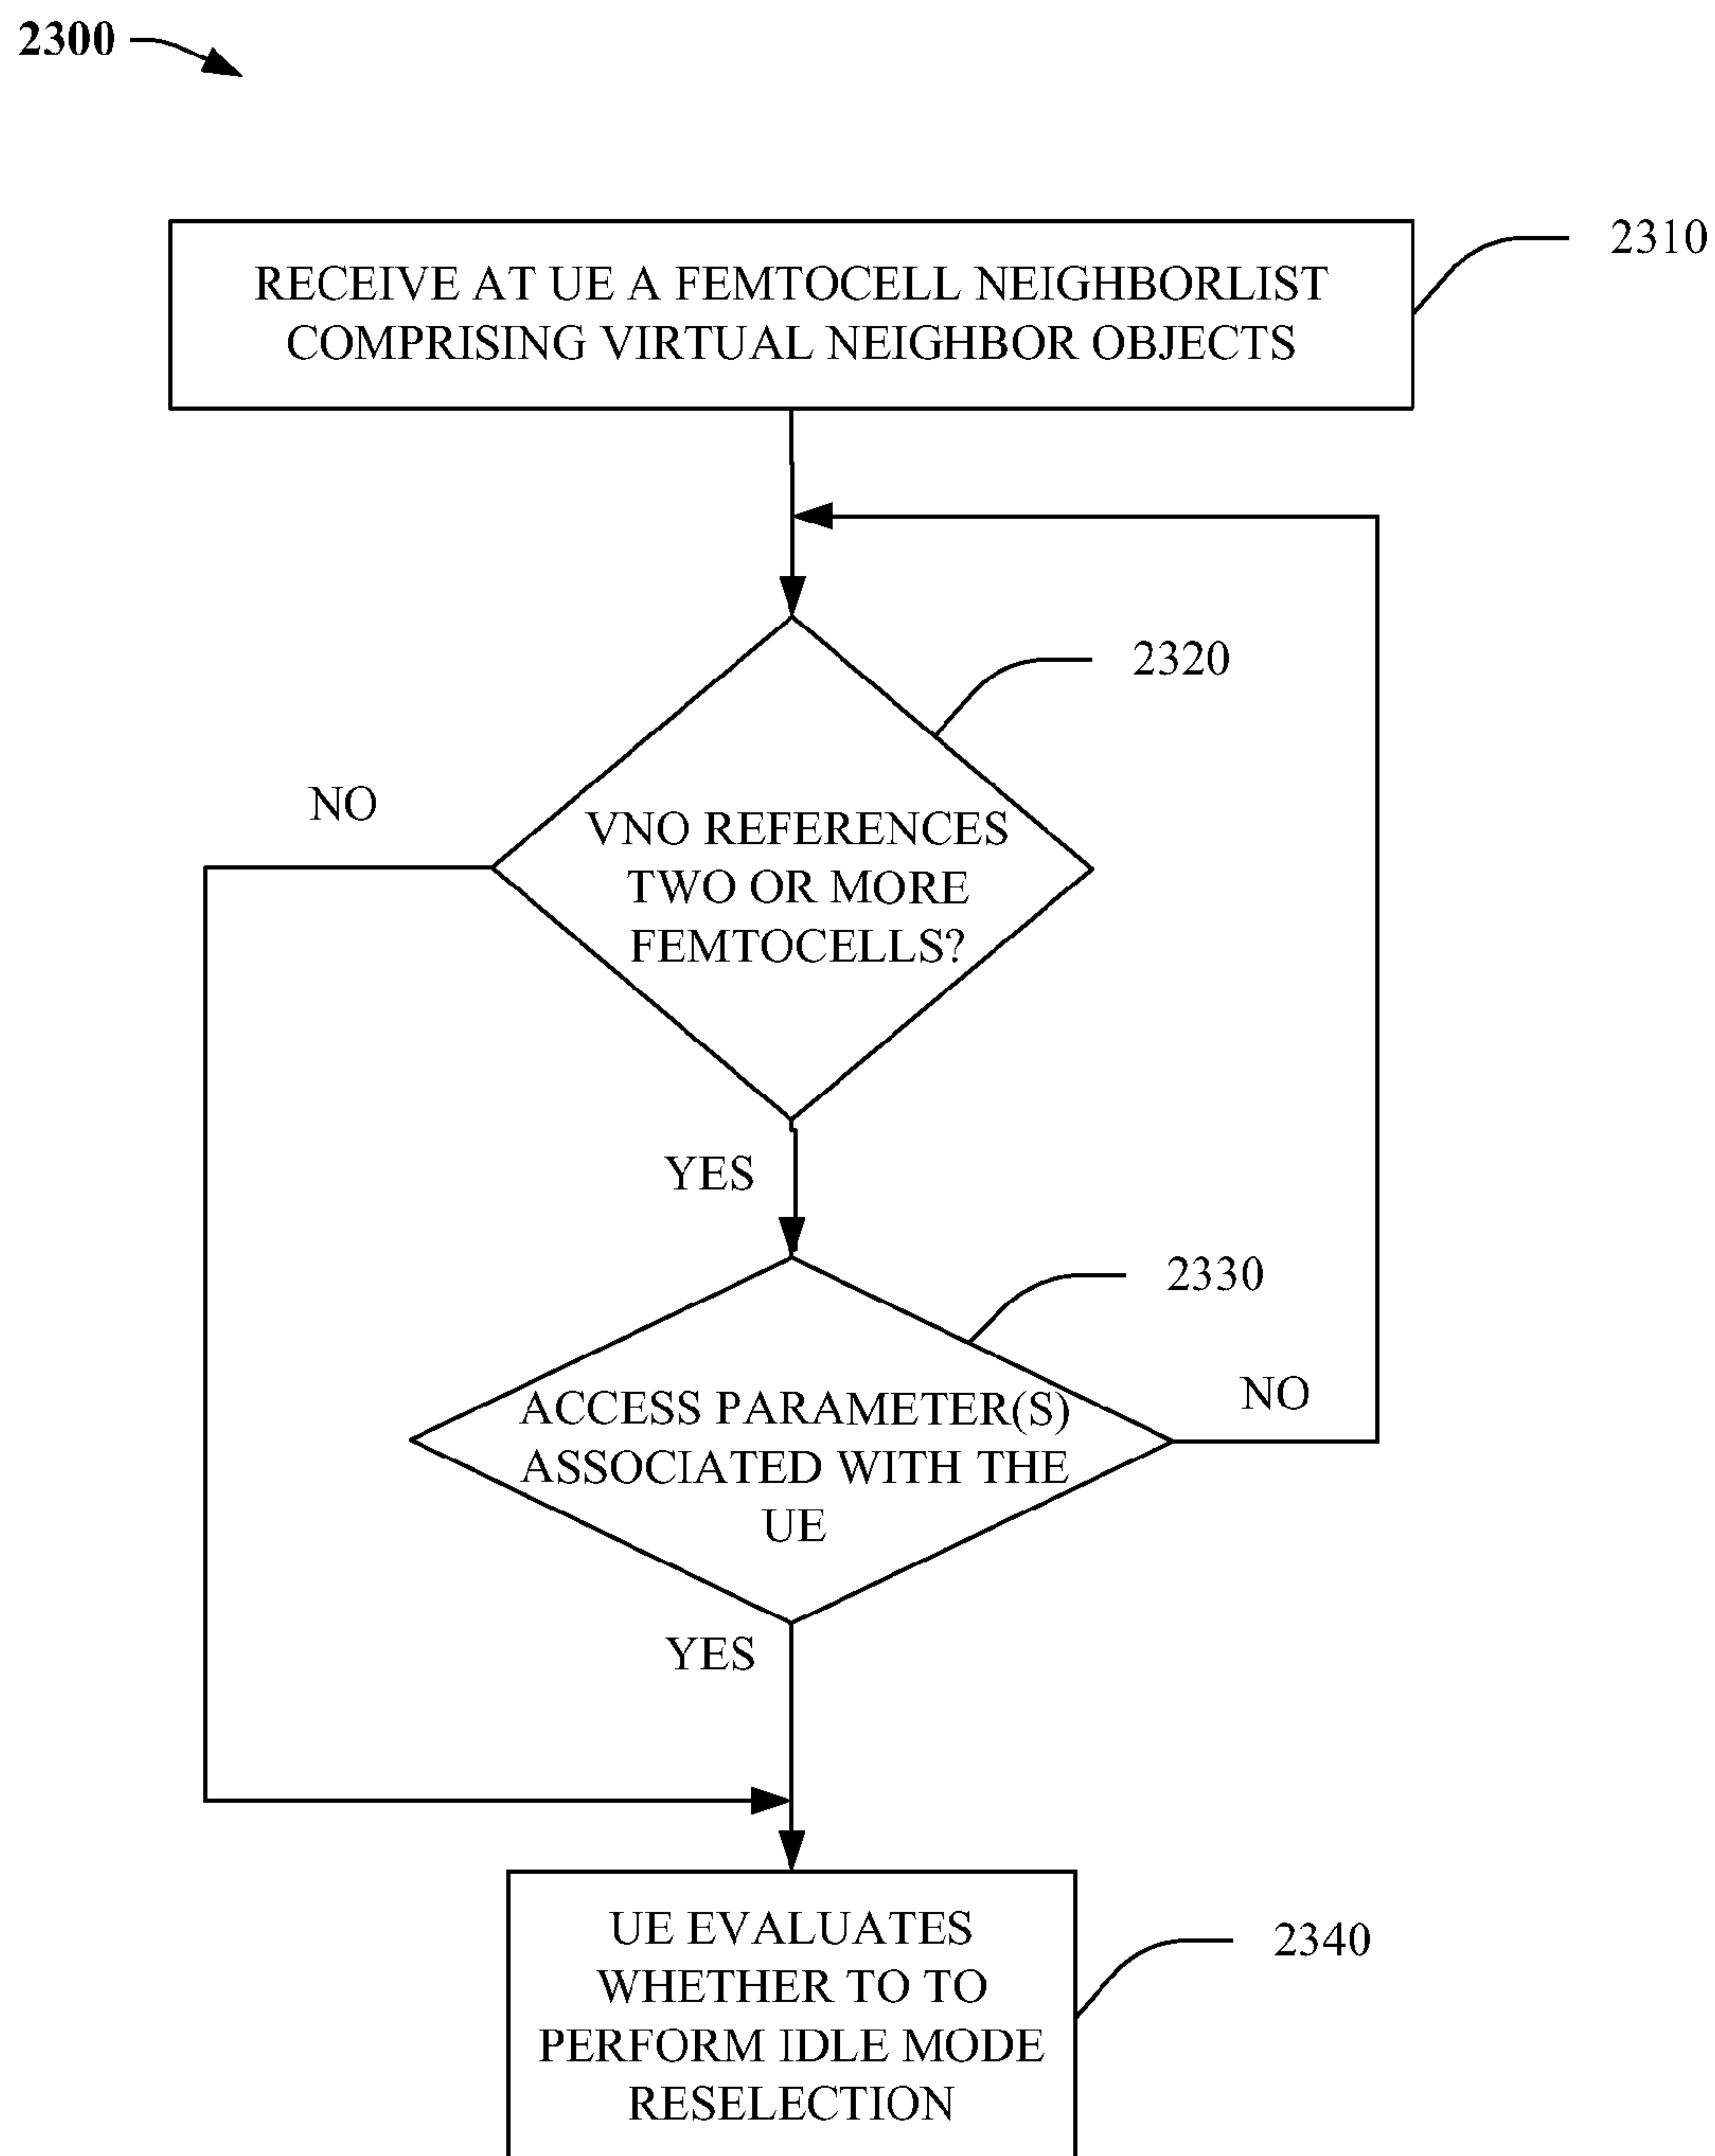 2300
RECEIVE AT UE A FEMTOCELL NEIGHBORLIST
COMPRISING VIRTUAL NEIGHBOR OBJECTS
2310
2320
NO
VNO REFERENCES
TWO OR MORE
FEMTOCELLS?
YES
2330
NO
ACCESS PARAMETER(S)
ASSOCIATED WITH THE
UE
YES
UE EVALUATES
WHETHER TO TO
PERFORM IDLE MODE
RESELECTION
2340